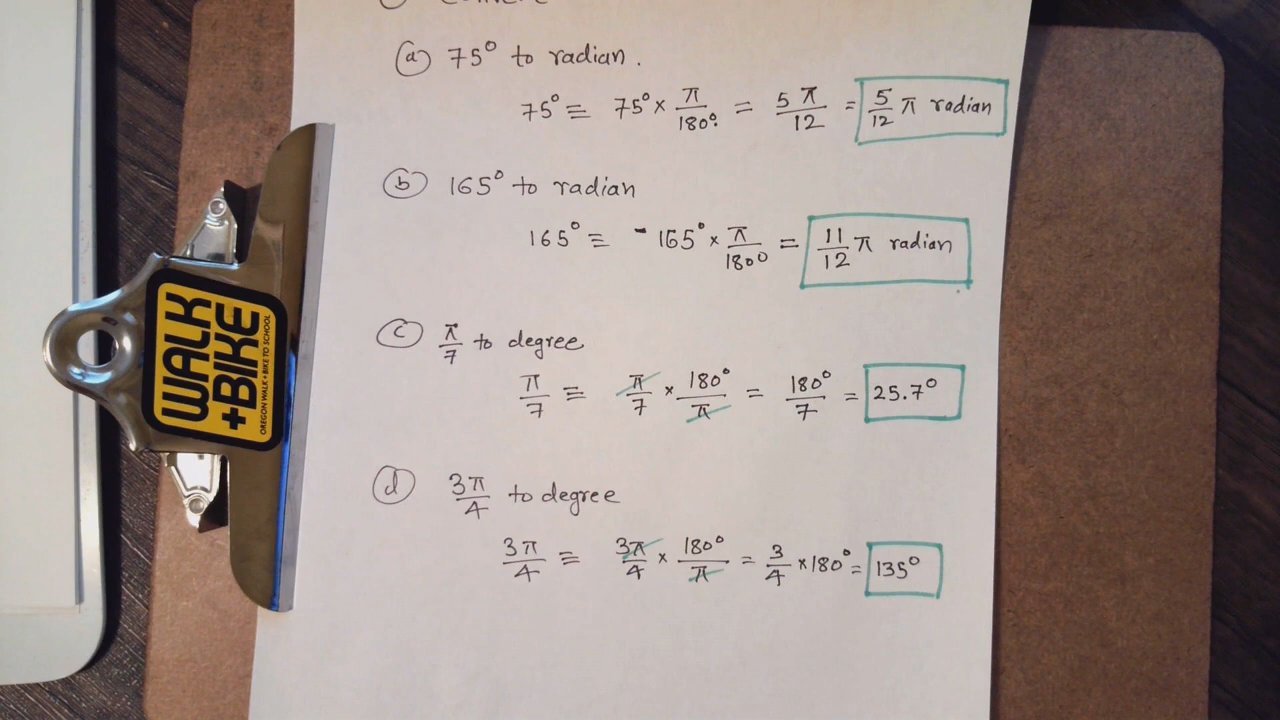 ⓐ 75° to radian.
75° ≡ 75° × π/180° = 5π/12 = 5/12 π radian
ⓑ 165° to radian
165° ≡ -165° × π/180° = 11/12 π radian
ⓒ π/7 to degree
π/7 ≡ π/7 × 180°/π = 180°/7 = 25.7°
ⓓ 3π/4 to degree
3π/4 ≡ 3π/4 × 180°/π = 3/4 × 180° = 135°
WALK
+BIKE
OREGON WALK+BIKE TO SCHOOL